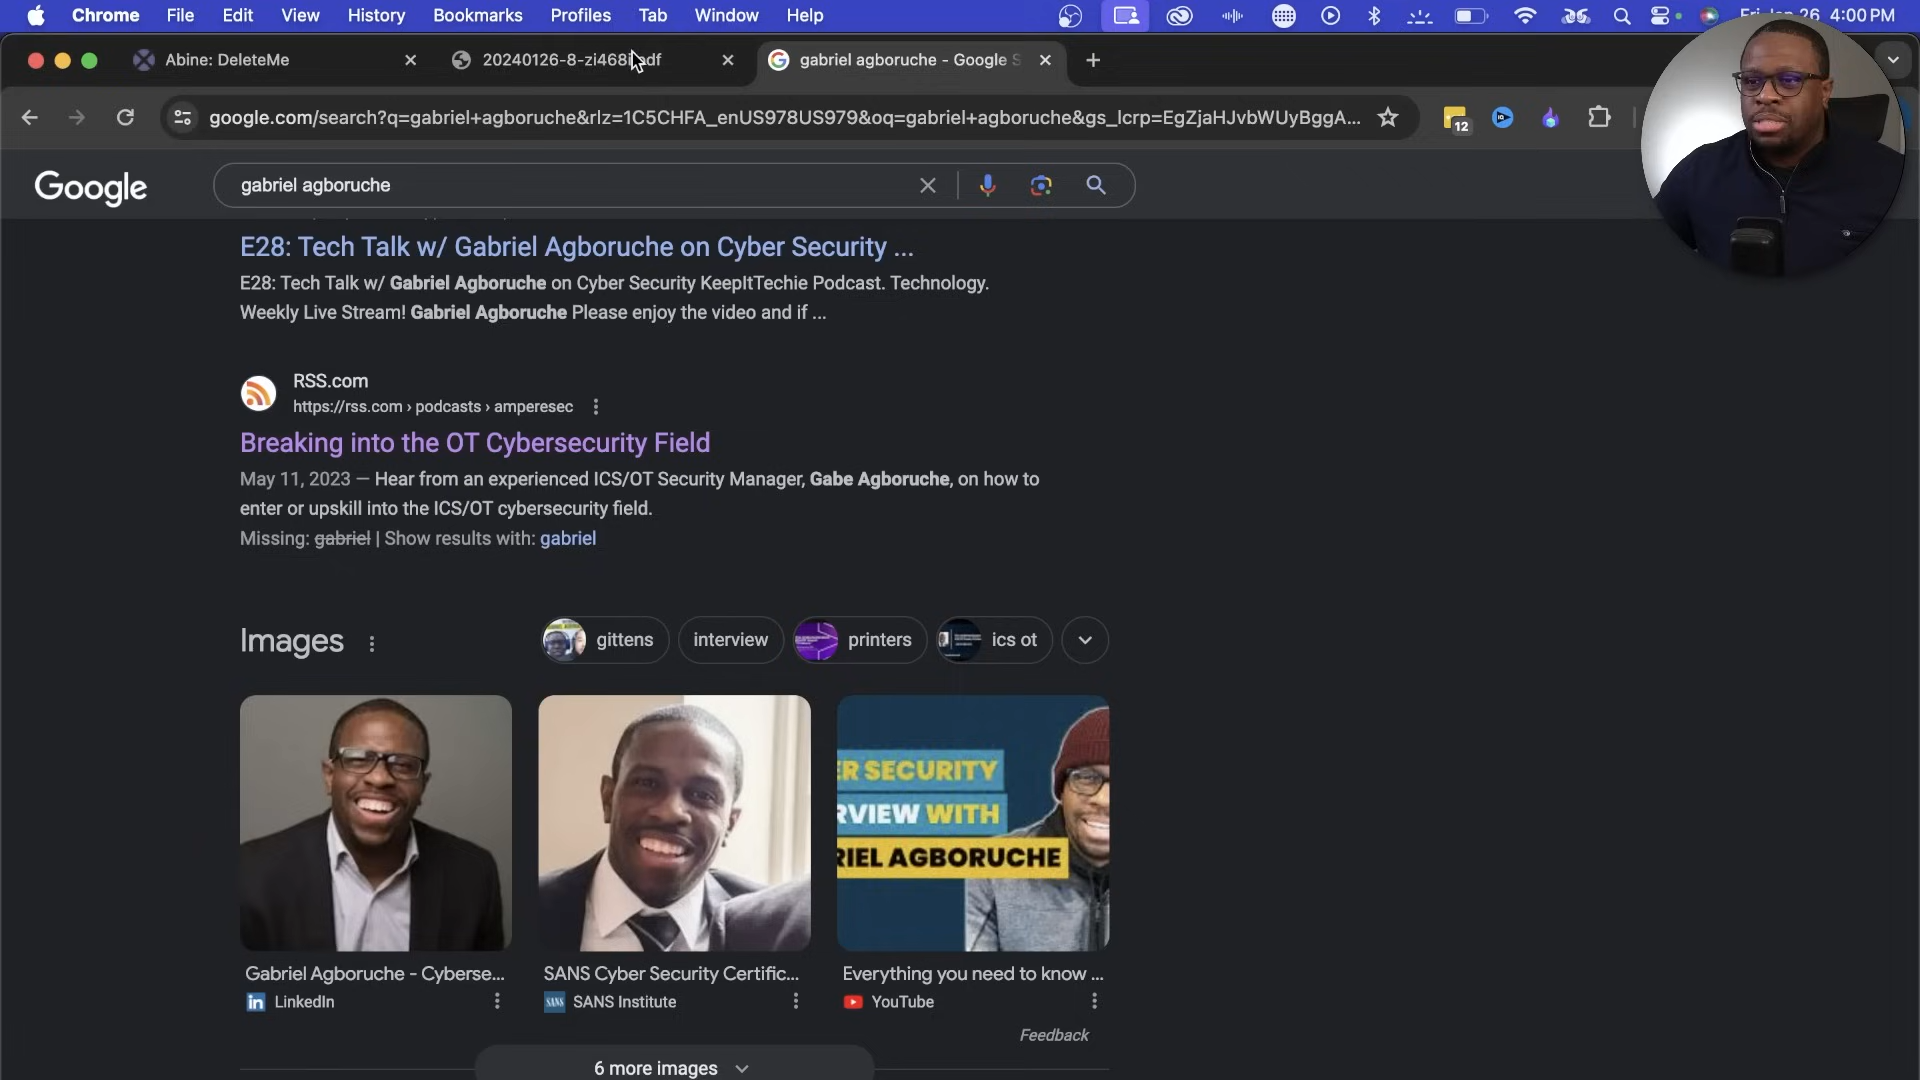 Chrome File Edit View History Bookmarks Profiles Tab Window Help
Fri Jan 26 4:00 PM
Abine: DeleteMe
gabriel agboruche - Google S
google.com/search?q=gabriel+agboruche&rlz=1C5CHFA_enUS978US979&oq=gabriel+agboruche&gs_lcrp=EgZjaHJvbWUyBggA...
12
Google
gabriel agboruche
E28: Tech Talk w/ Gabriel Agboruche on Cyber Security ...
E28: Tech Talk w/ Gabriel Agboruche on Cyber Security KeepItTechie Podcast. Technology.
Weekly Live Stream! Gabriel Agboruche Please enjoy the video and if ...
RSS.com
https://rss.com › podcasts › amperesec
Breaking into the OT Cybersecurity Field
May 11, 2023 — Hear from an experienced ICS/OT Security Manager, Gabe Agboruche, on how to
enter or upskill into the ICS/OT cybersecurity field.
Missing: gabriel | Show results with: gabriel
Images
gittens
interview
printers
ics ot
ER SECURITY
RVIEW WITH
RIEL AGBORUCHE
Gabriel Agboruche - Cyberse...
SANS Cyber Security Certific...
Everything you need to know ...
in LinkedIn
SANS SANS Institute
YouTube
Feedback
6 more images